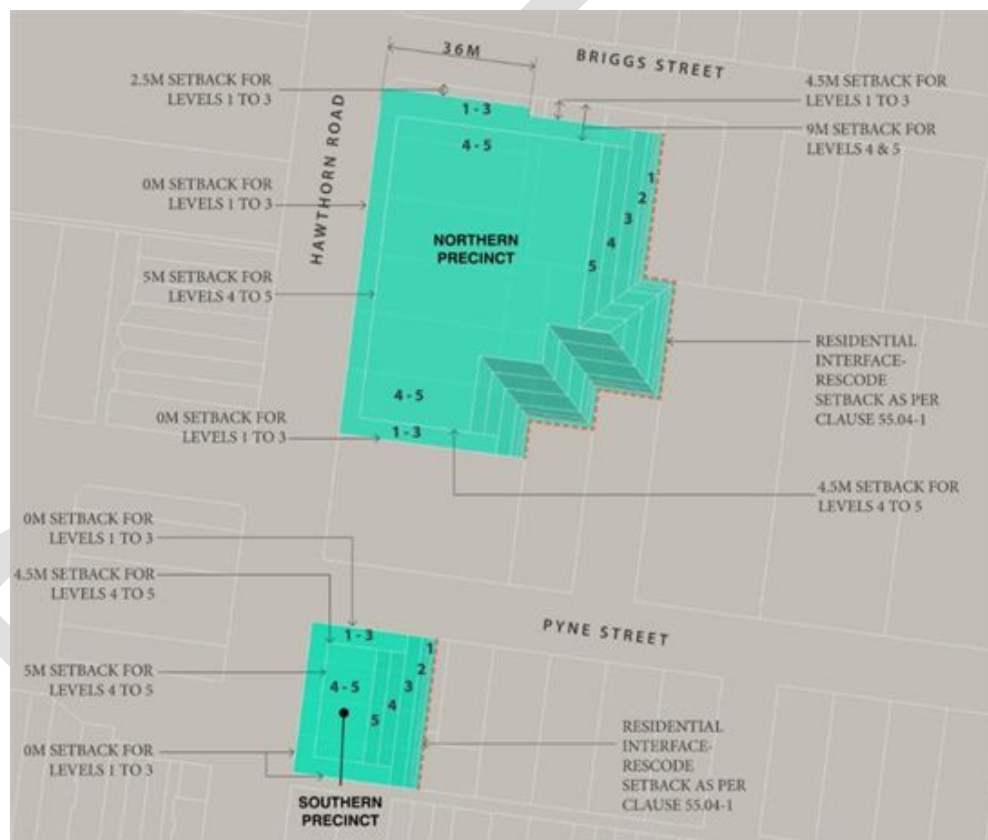 36M
BRIGGS STREET
2.5M SETBACK FOR
LEVELS 1 TO 3
4.5M SETBACK FOR
LEVELS 1 TO 3
1 - 3
9M SETBACK FOR
LEVELS 4 & 5
HAWTHORN ROAD
4 - 5
0M SETBACK FOR
LEVELS 1 TO 3
1
2
3
4
5
NORTHERN
PRECINCT
5M SETBACK FOR
LEVELS 4 TO 5
RESIDENTIAL
INTERFACE-
RESCODE
SETBACK AS PER
CLAUSE 55.04-1
4 - 5
0M SETBACK FOR
LEVELS 1 TO 3
1 - 3
4.5M SETBACK FOR
LEVELS 4 TO 5
0M SETBACK FOR
LEVELS 1 TO 3
4.5M SETBACK FOR
LEVELS 4 TO 5
PYNE STREET
1 - 3
1
2
3
4
5
5M SETBACK FOR
LEVELS 4 TO 5
4 - 5
0M SETBACK FOR
LEVELS 1 TO 3
RESIDENTIAL
INTERFACE-
RESCODE
SETBACK AS PER
CLAUSE 55.04-1
SOUTHERN
PRECINCT